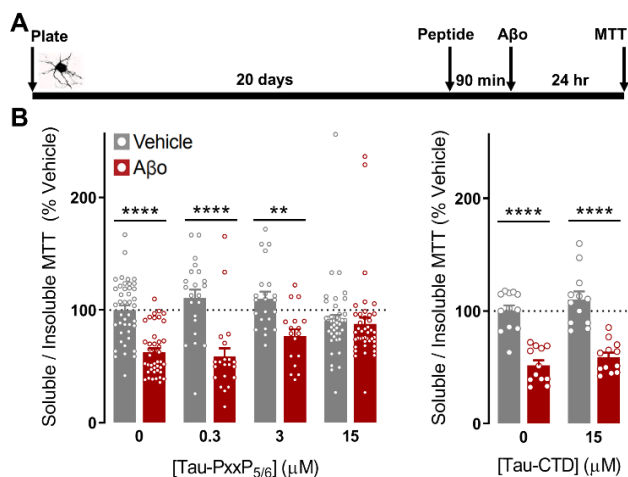 A
Plate
Peptide
Aβo
MTT
20 days
90 min
24 hr
B
Vehicle
Aβo
Soluble / Insoluble MTT (% Vehicle)
200
100
0
****
****
**
0
0.3
3
15
[Tau-PxxP5/6] (μM)
Soluble / Insoluble MTT (% Vehicle)
200
100
0
****
****
0
15
[Tau-CTD] (μM)